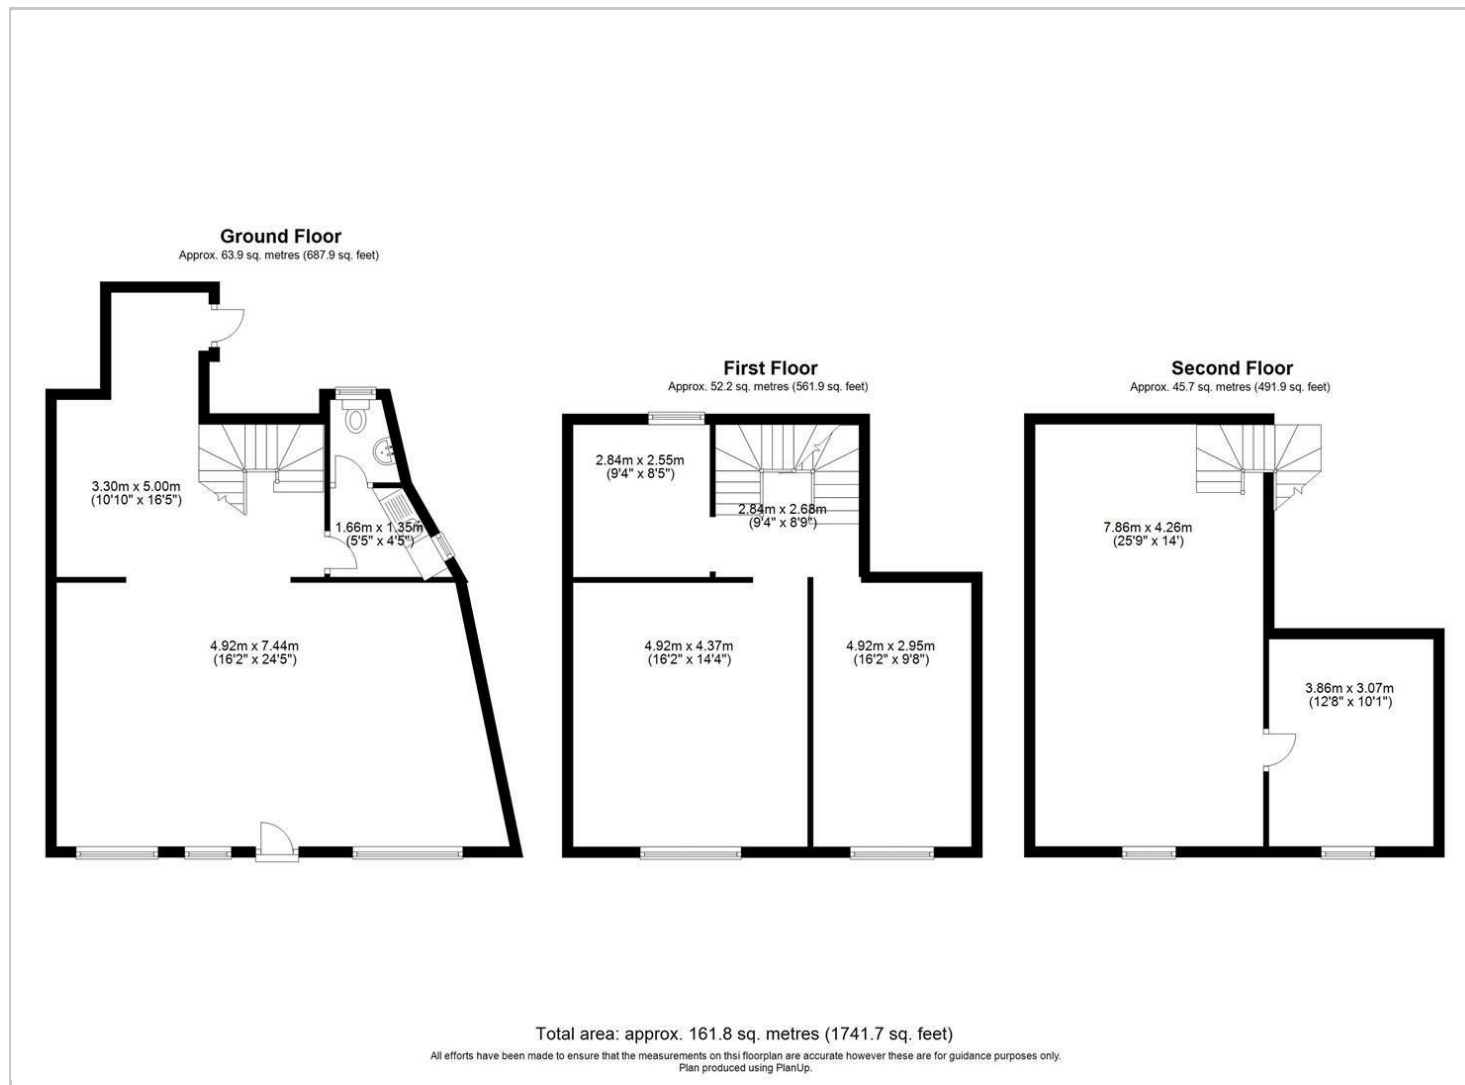 Ground Floor
Approx. 63.9 sq. metres (687.9 sq. feet)
3.30m x 5.00m
(10'10" x 16'5")
1.66m x 1.35m
(5'5" x 4'5")
4.92m x 7.44m
(16'2" x 24'5")
First Floor
Approx. 52.2 sq. metres (561.9 sq. feet)
2.84m x 2.55m
(9'4" x 8'5")
2.84m x 2.68m
(9'4" x 8'9")
4.92m x 4.37m
(16'2" x 14'4")
4.92m x 2.95m
(16'2" x 9'8")
Second Floor
Approx. 45.7 sq. metres (491.9 sq. feet)
7.86m x 4.26m
(25'9" x 14')
3.86m x 3.07m
(12'8" x 10'1")
Total area: approx. 161.8 sq. metres (1741.7 sq. feet)
All efforts have been made to ensure that the measurements on thsi floorplan are accurate however these are for guidance purposes only.
Plan produced using PlanUp.